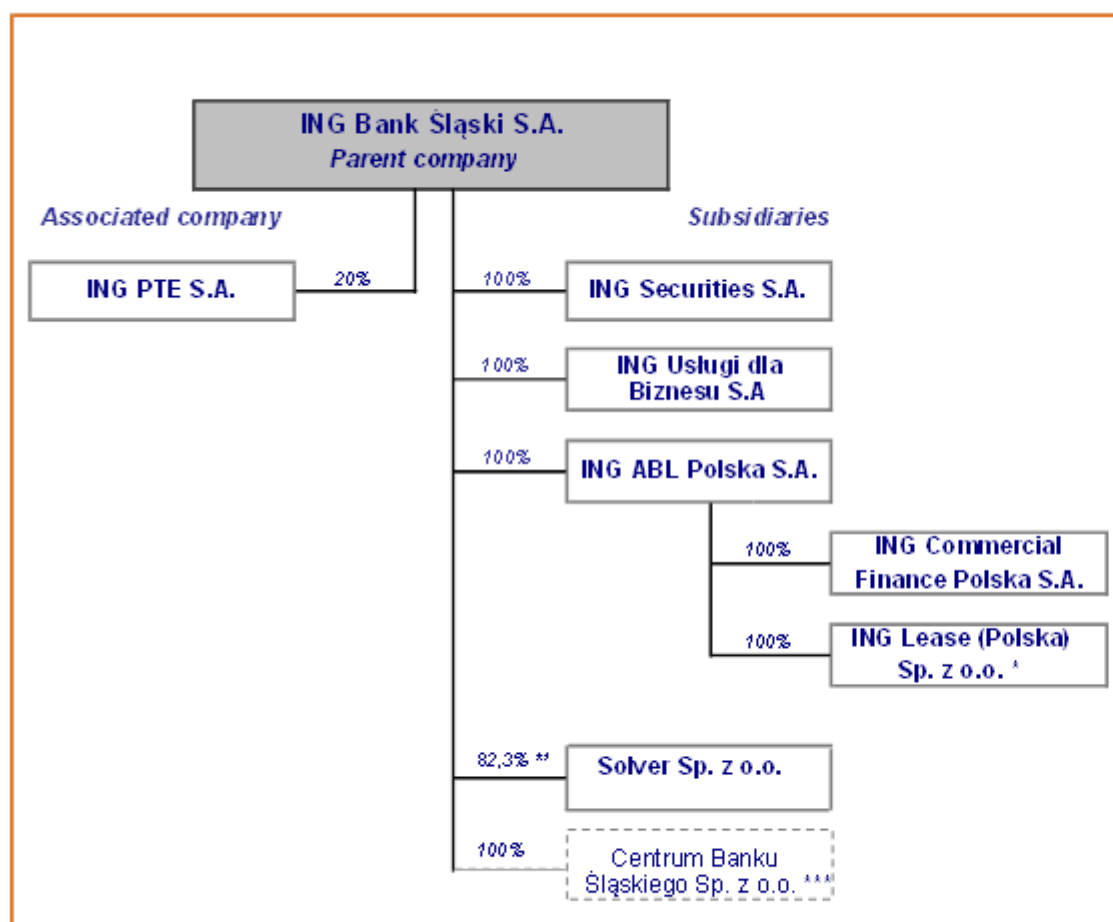 ING Bank Śląski S.A.
Parent company
Associated company
Subsidiaries
ING PTE S.A.
20%
100%
ING Securities S.A.
100%
ING Usługi dla
Biznesu S.A
100%
ING ABL Polska S.A.
100%
ING Commercial
Finance Polska S.A.
100%
ING Lease (Polska)
Sp. z o.o. *
82,3% **
Solver Sp. z o.o.
100%
Centrum Banku
Śląskiego Sp. z o.o. ***